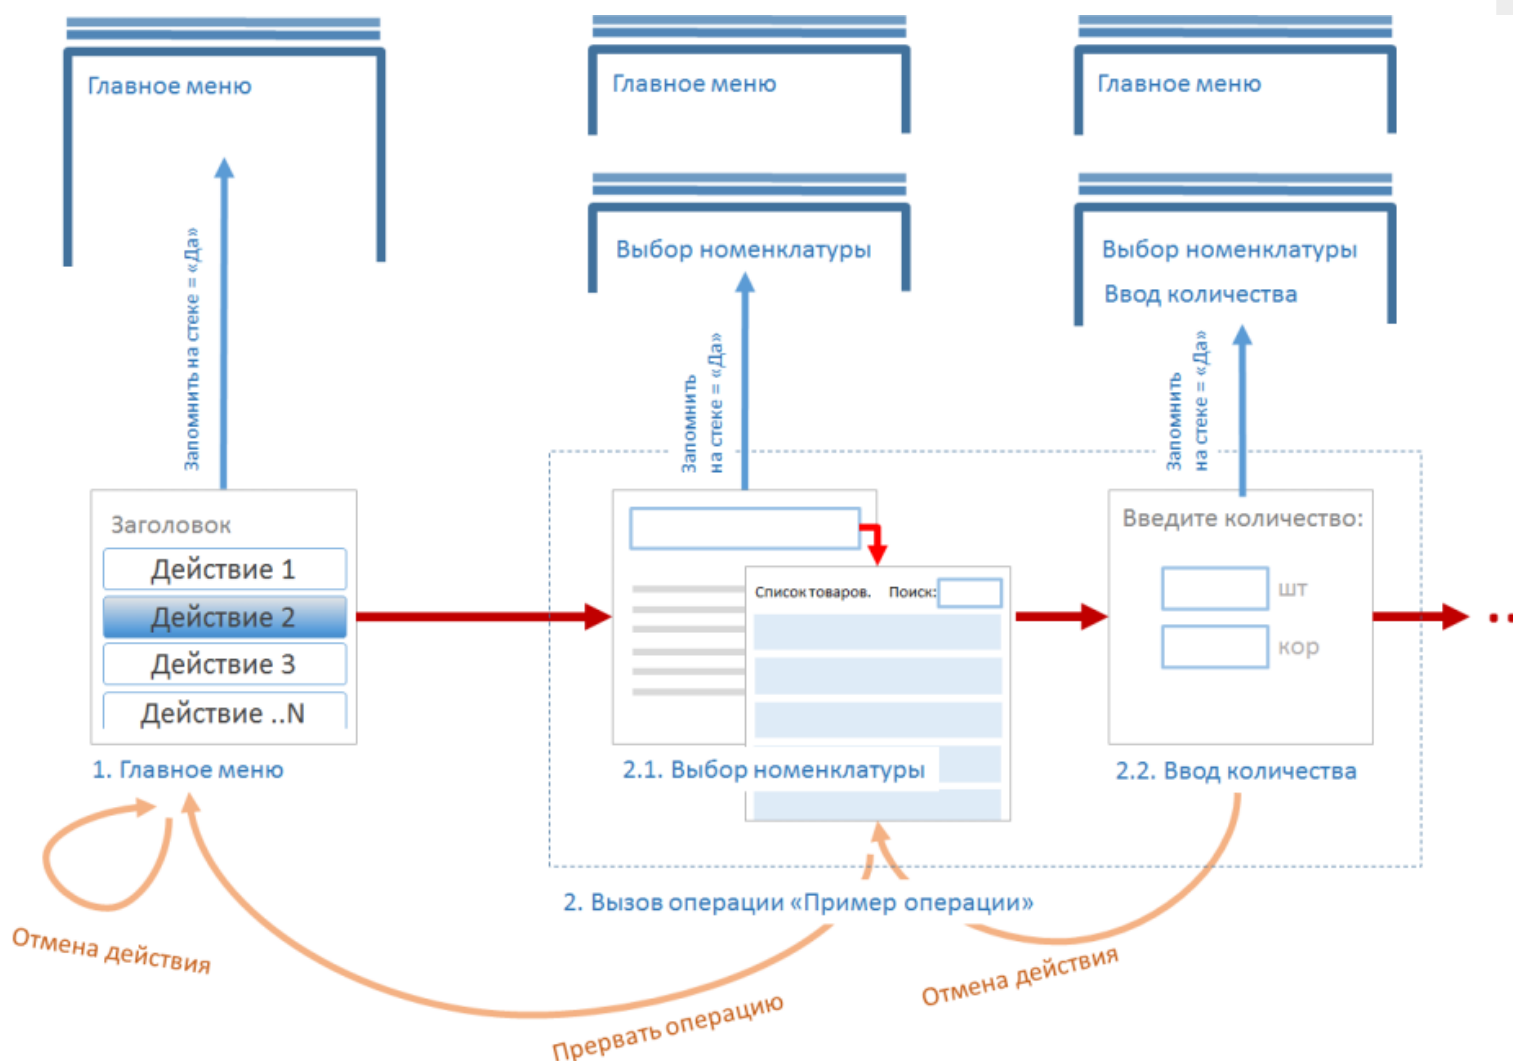 Главное меню
Главное меню
Главное меню
Выбор номенклатуры
Выбор номенклатуры
Ввод количества
Запомнить на стеке = «Да»
Запомнить
на стеке = «Да»
Запомнить
на стеке = «Да»
Заголовок
Действие 1
Действие 2
Действие 3
Действие ..N
Список товаров. Поиск:
Введите количество:
шт
кор
1. Главное меню
2.1. Выбор номенклатуры
2.2. Ввод количества
2. Вызов операции «Пример операции»
Отмена действия
Прервать операцию
Отмена действия